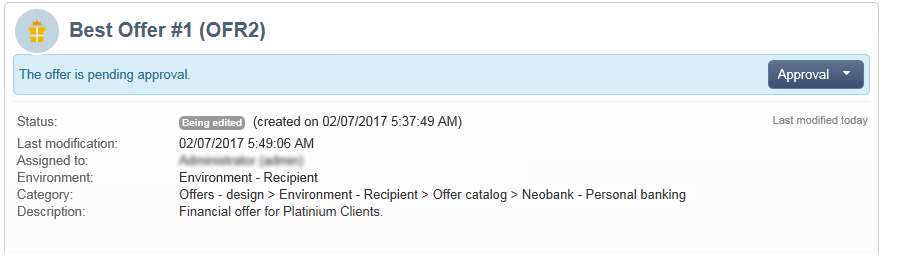 Best Offer #1 (OFR2)
The offer is pending approval.
Approval
Status: Being edited (created on 02/07/2017 5:37:49 AM) Last modified today
Last modification: 02/07/2017 5:49:06 AM
Assigned to: Administrator (admin)
Environment: Environment - Recipient
Category: Offers - design > Environment - Recipient > Offer catalog > Neobank - Personal banking
Description: Financial offer for Platinium Clients.